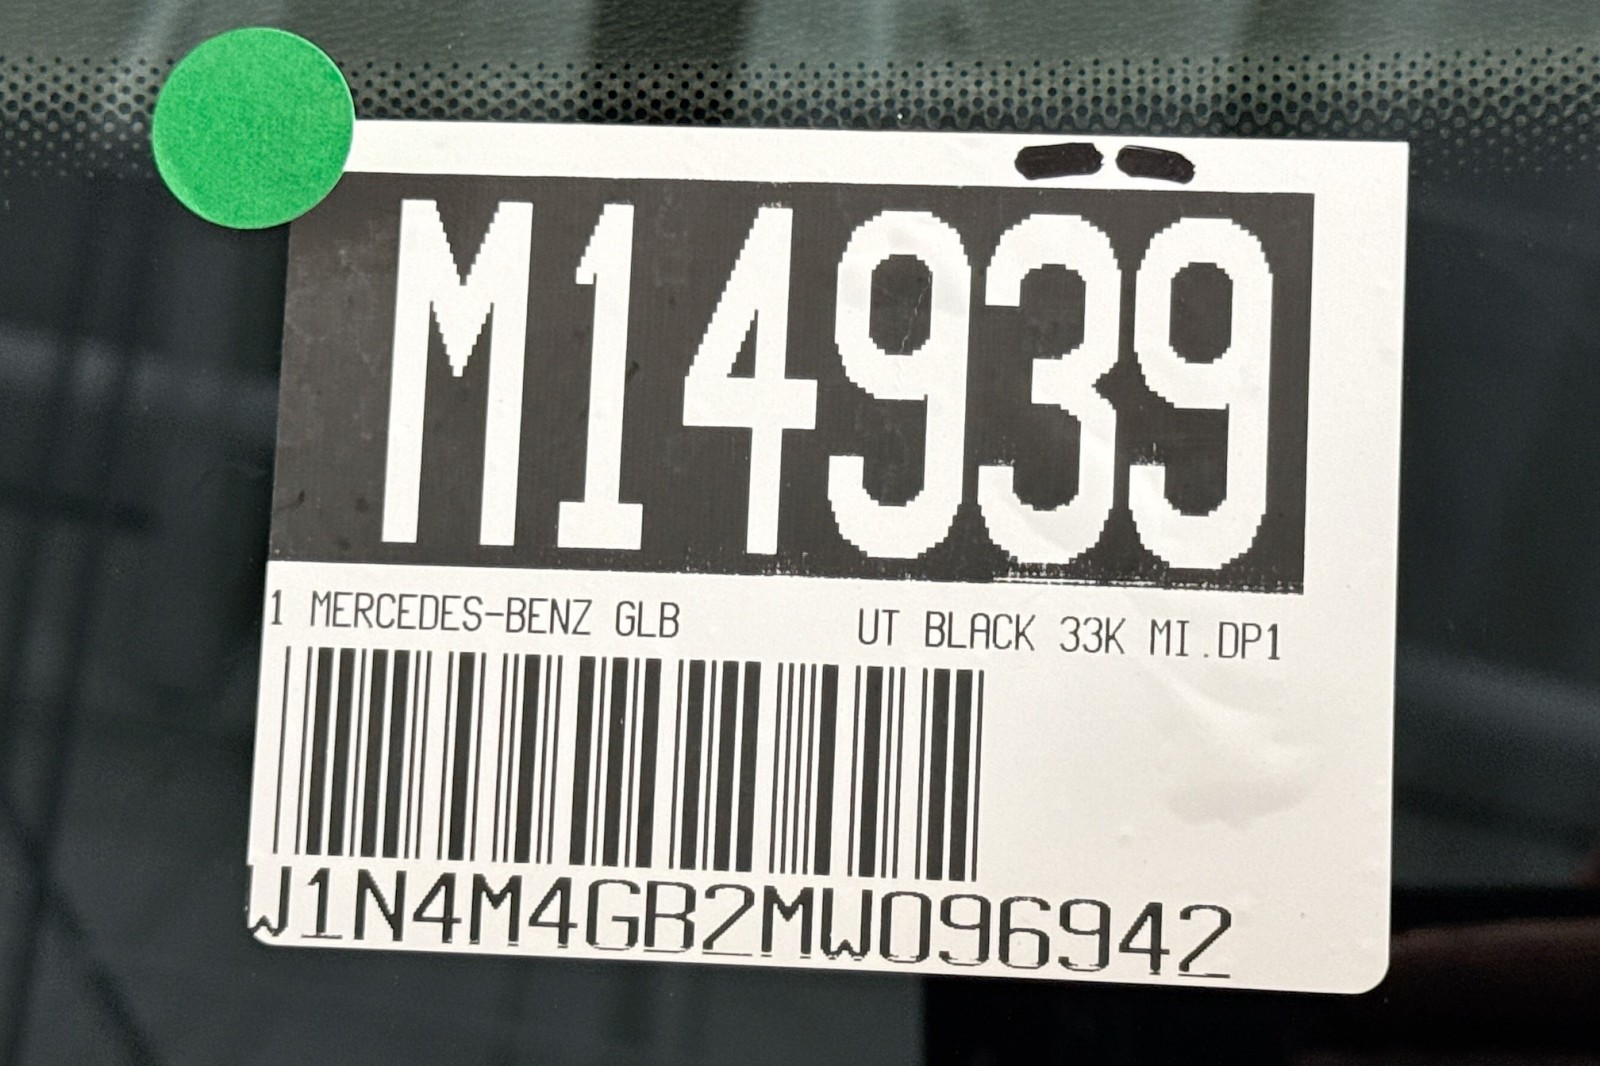 M14939
1 MERCEDES-BENZ GLB UT BLACK 33K MI.DP1
W1N4M4GB2MW096942